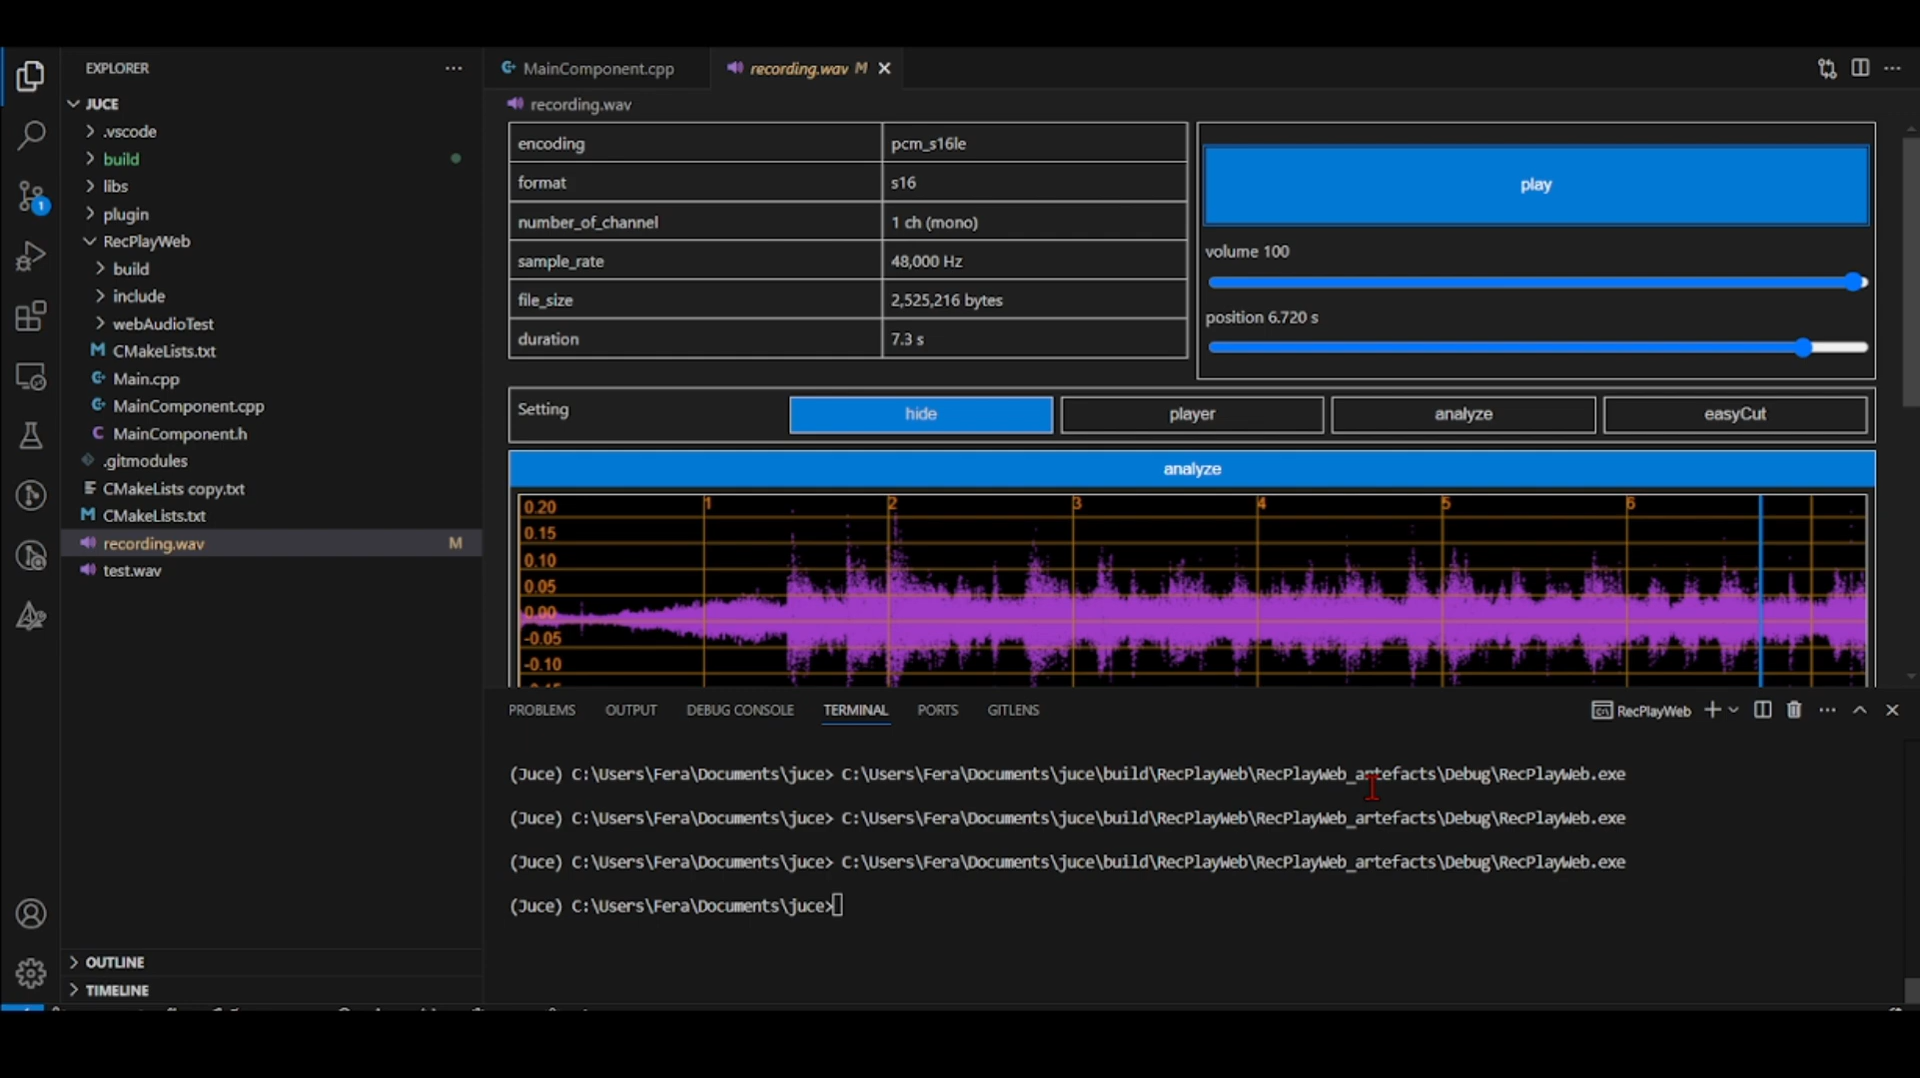 EXPLORER
JUCE
.vscode
build
libs
plugin
RecPlayWeb
build
include
webAudioTest
CMakeLists.txt
Main.cpp
MainComponent.cpp
MainComponent.h
.gitmodules
CMakeLists copy.txt
CMakeLists.txt
recording.wav M
test.wav
OUTLINE
TIMELINE
1
MainComponent.cpp
recording.wav M
recording.wav
encoding pcm_s16le
format s16
number_of_channel 1 ch (mono)
sample_rate 48,000 Hz
file_size 2,525,216 bytes
duration 7.3 s
play
volume 100
position 6.720 s
Setting hide player analyze easyCut
analyze
1 2 3 4 5 6
0.20
0.15
0.10
0.05
0.00
-0.05
-0.10
PROBLEMS OUTPUT DEBUG CONSOLE TERMINAL PORTS GITLENS
RecPlayWeb
(Juce) C:\Users\Fera\Documents\juce> C:\Users\Fera\Documents\juce\build\RecPlayWeb\RecPlayWeb_artefacts\Debug\RecPlayWeb.exe
(Juce) C:\Users\Fera\Documents\juce> C:\Users\Fera\Documents\juce\build\RecPlayWeb\RecPlayWeb_artefacts\Debug\RecPlayWeb.exe
(Juce) C:\Users\Fera\Documents\juce> C:\Users\Fera\Documents\juce\build\RecPlayWeb\RecPlayWeb_artefacts\Debug\RecPlayWeb.exe
(Juce) C:\Users\Fera\Documents\juce>